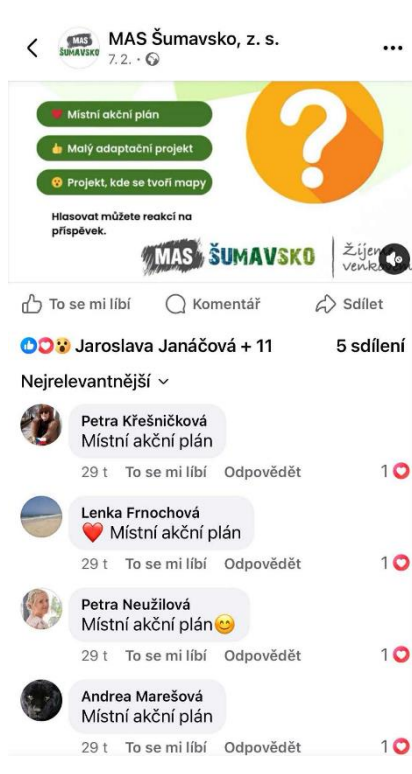 MAS Šumavsko, z. s.
7. 2. ·
MAS
ŠUMAVSKO
Místní akční plán
Malý adaptační projekt
Projekt, kde se tvoří mapy
Hlasovat můžete reakcí na
příspěvek.
MAS ŠUMAVSKO
To se mi líbí Komentář Sdílet
Jaroslava Janáčová + 11 5 sdílení
Nejrelevantnější
Petra Křešničková
Místní akční plán
29 t To se mi líbí Odpovědět 1
Lenka Frnochová
❤️ Místní akční plán
29 t To se mi líbí Odpovědět 1
Petra Neužilová
Místní akční plán😊
29 t To se mi líbí Odpovědět 1
Andrea Marešová
Místní akční plán
29 t To se mi líbí Odpovědět 1